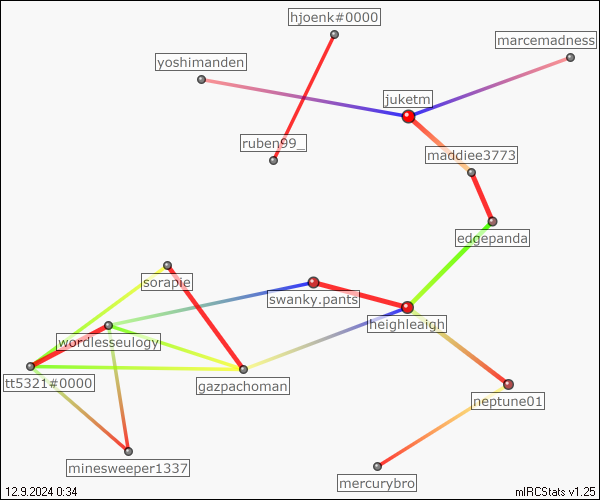 hjoenk#0000
marcemadness
yoshimanden
juketm
ruben99_
maddiee3773
edgepanda
sorapie
swanky.pants
heighleaigh
wordlesseulogy
tt5321#0000
gazpachoman
neptune01
minesweeper1337
mercurybro
12.9.2024 0:34
mIRCStats v1.25